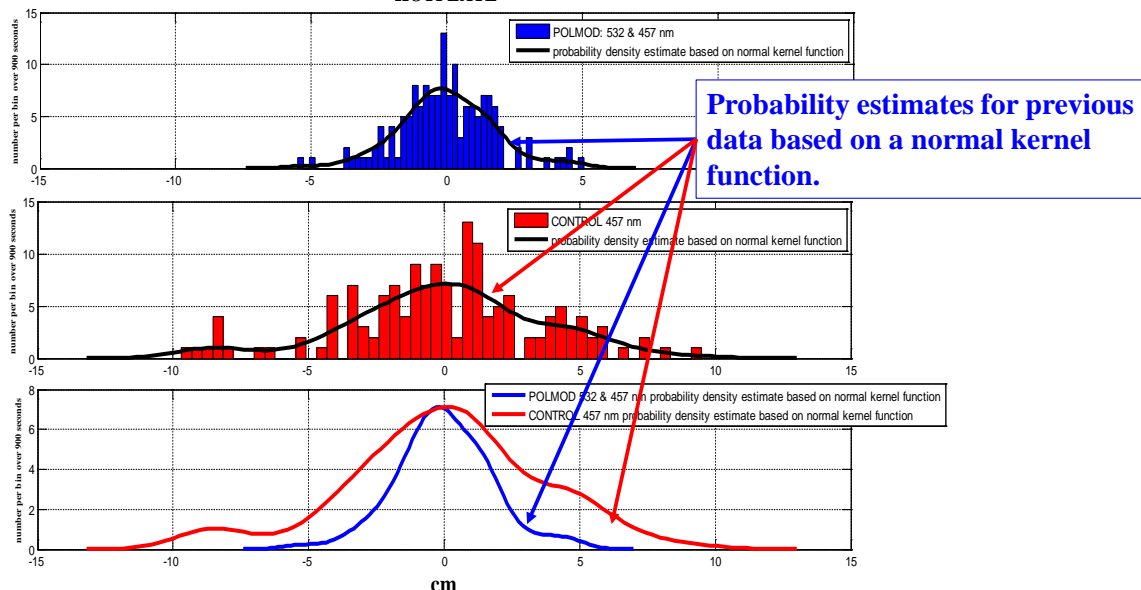 POLMOD: 532 & 457 nm
probability density estimate based on normal kernel function
number per bin over 900 seconds
15
10
5
0
-15
-10
-5
0
5
Probability estimates for previous
data based on a normal kernel
function.
CONTROL 457 nm
probability density estimate based on normal kernel function
number per bin over 900 seconds
15
10
5
0
-15
-10
-5
0
5
10
15
POLMOD 532 & 457 nm probability density estimate based on normal kernel function
CONTROL 457 nm probability density estimate based on normal kernel function
number per bin over 900 seconds
8
6
4
2
0
-15
-10
-5
0
5
10
15
cm